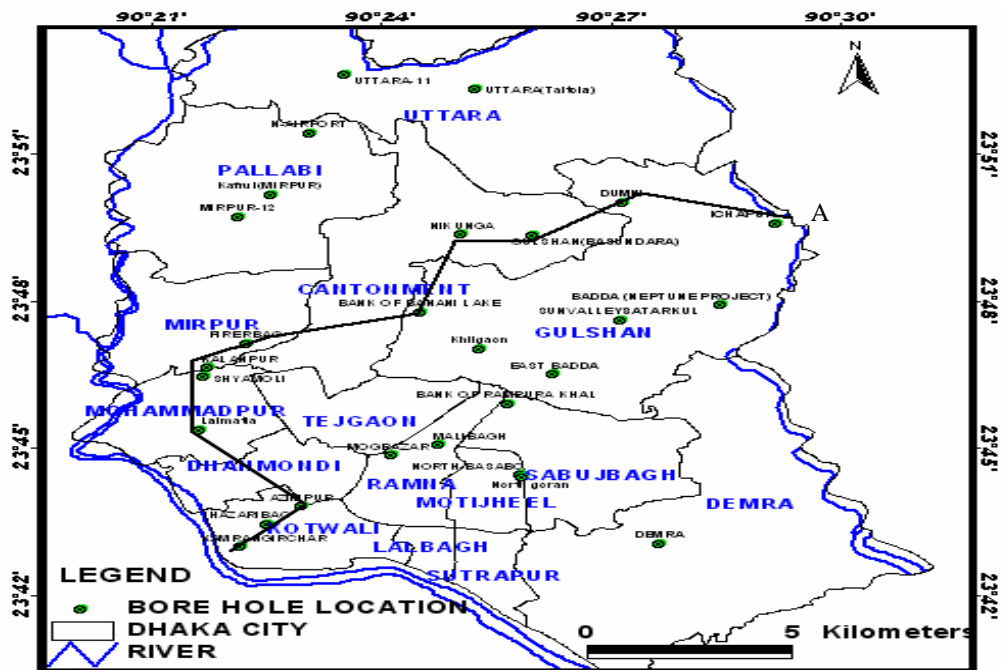 90°21' 90°24' 90°27' 90°30'
N
UTTARA-11
UTTARA(Taltola)
UTTARA
23°51' 23°51'
PALLABI
Kafrul(MIRPUR)
MIRPUR-12
A
NIKUNGA
GULSHAN(BASUNDARA)
CANTONMENT
BADDA (NEPTUNE PROJECT)
BANK OF BANANI LAKE
SUNVALLEYSATARKUL
23°48' 23°48'
MIRPUR
GULSHAN
Khilgaon
EAST BADDA
SHYAMOLI
BANK OF RAMPURA KHAL
MOHAMMADPUR
TEJGAON
Lalmatia
MALIBAGH
MOGBAZAR
23°45' 23°45'
DHANMONDI
NORTH BASABO
SABUJBAGH
RAMNA
MOTIJHEEL
DEMRA
KOTWALI
DEMRA
LALBAGH
SUTRAPUR
23°42' 23°42'
LEGEND
BORE HOLE LOCATION
DHAKA CITY
RIVER
0 5 Kilometers